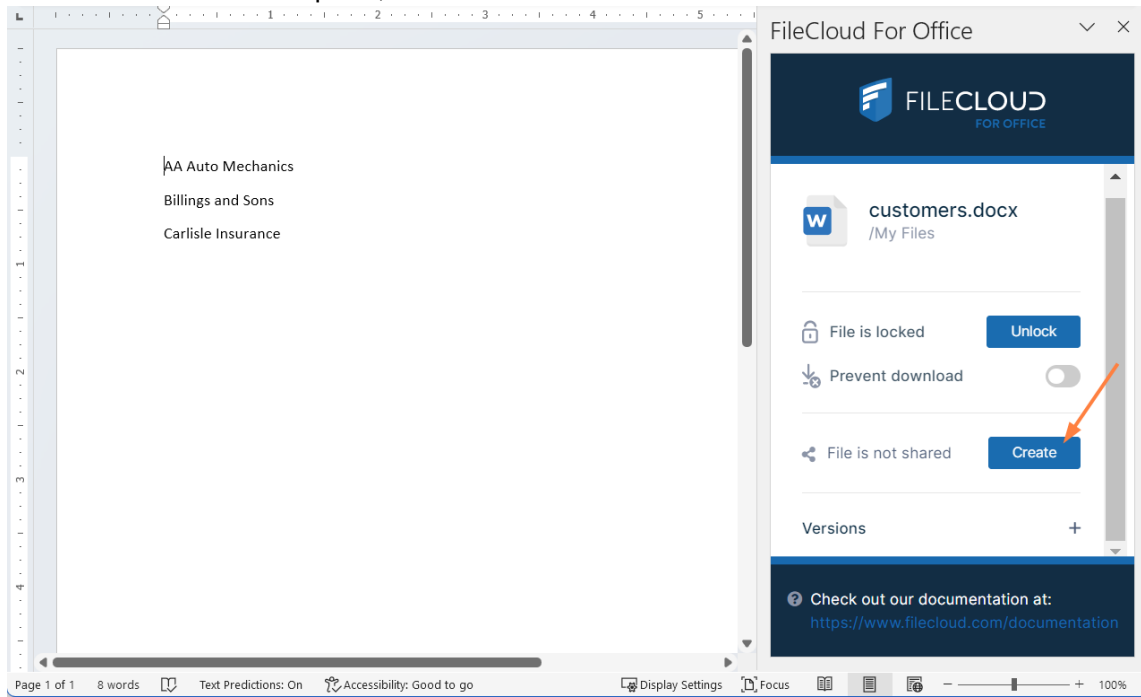 1 2 3 4 5
FileCloud For Office
FILECLOUD
FOR OFFICE
AA Auto Mechanics
Billings and Sons
Carlisle Insurance
W
customers.docx
/My Files
File is locked Unlock
Prevent download
File is not shared Create
Versions +
1
2
3
4
Check out our documentation at:
https://www.filecloud.com/documentation
Page 1 of 1 8 words Text Predictions: On Accessibility: Good to go Display Settings Focus - + 100%